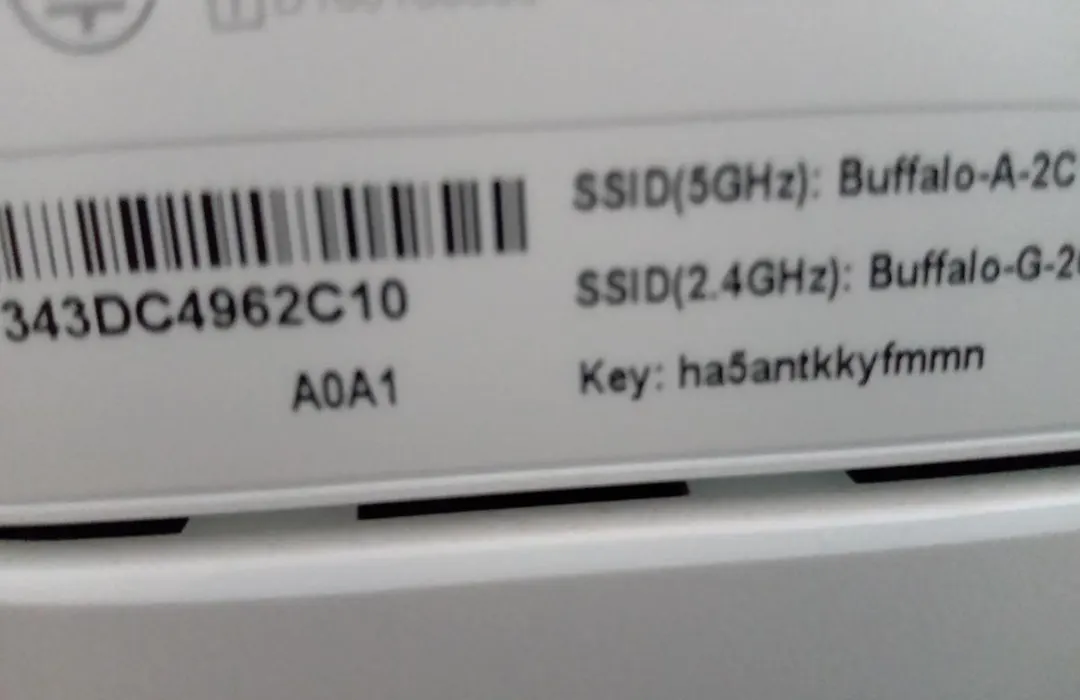 343DC4962C10
A0A1
SSID(5GHz): Buffalo-A-2C
SSID(2.4GHz): Buffalo-G-2
Key: ha5antkkyfmmn